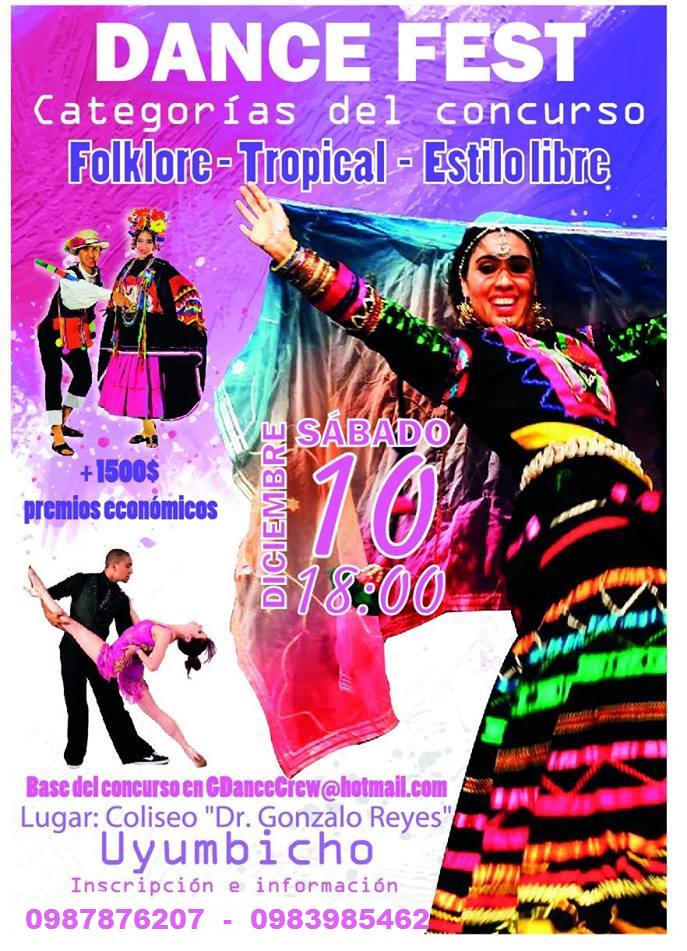 DANCE FEST
Categorías del concurso
Folklore - Tropical - Estilo libre
+ 1500$
premios económicos
DICIEMBRE
SÁBADO
10
18:00
Base del concurso en GDanceCrew@hotmail.com
Lugar: Coliseo "Dr. Gonzalo Reyes"
Uyumbicho
Inscripción e información
0987876207 - 0983985462